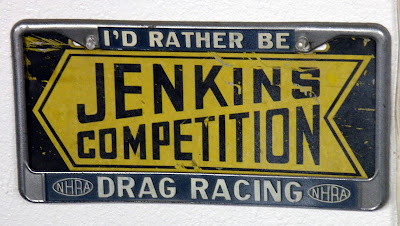 I'D RATHER BE
JENKINS
COMPETITION
NHRA DRAG RACING NHRA